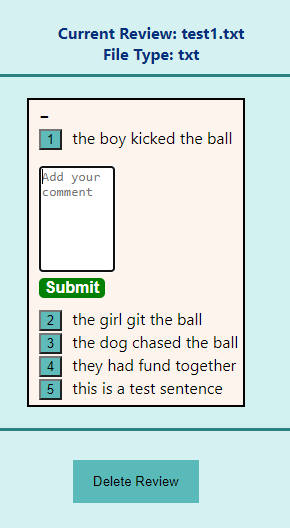 Current Review: test1.txt
File Type: txt
–
1 the boy kicked the ball
Add your
comment
Submit
2 the girl git the ball
3 the dog chased the ball
4 they had fund together
5 this is a test sentence
Delete Review